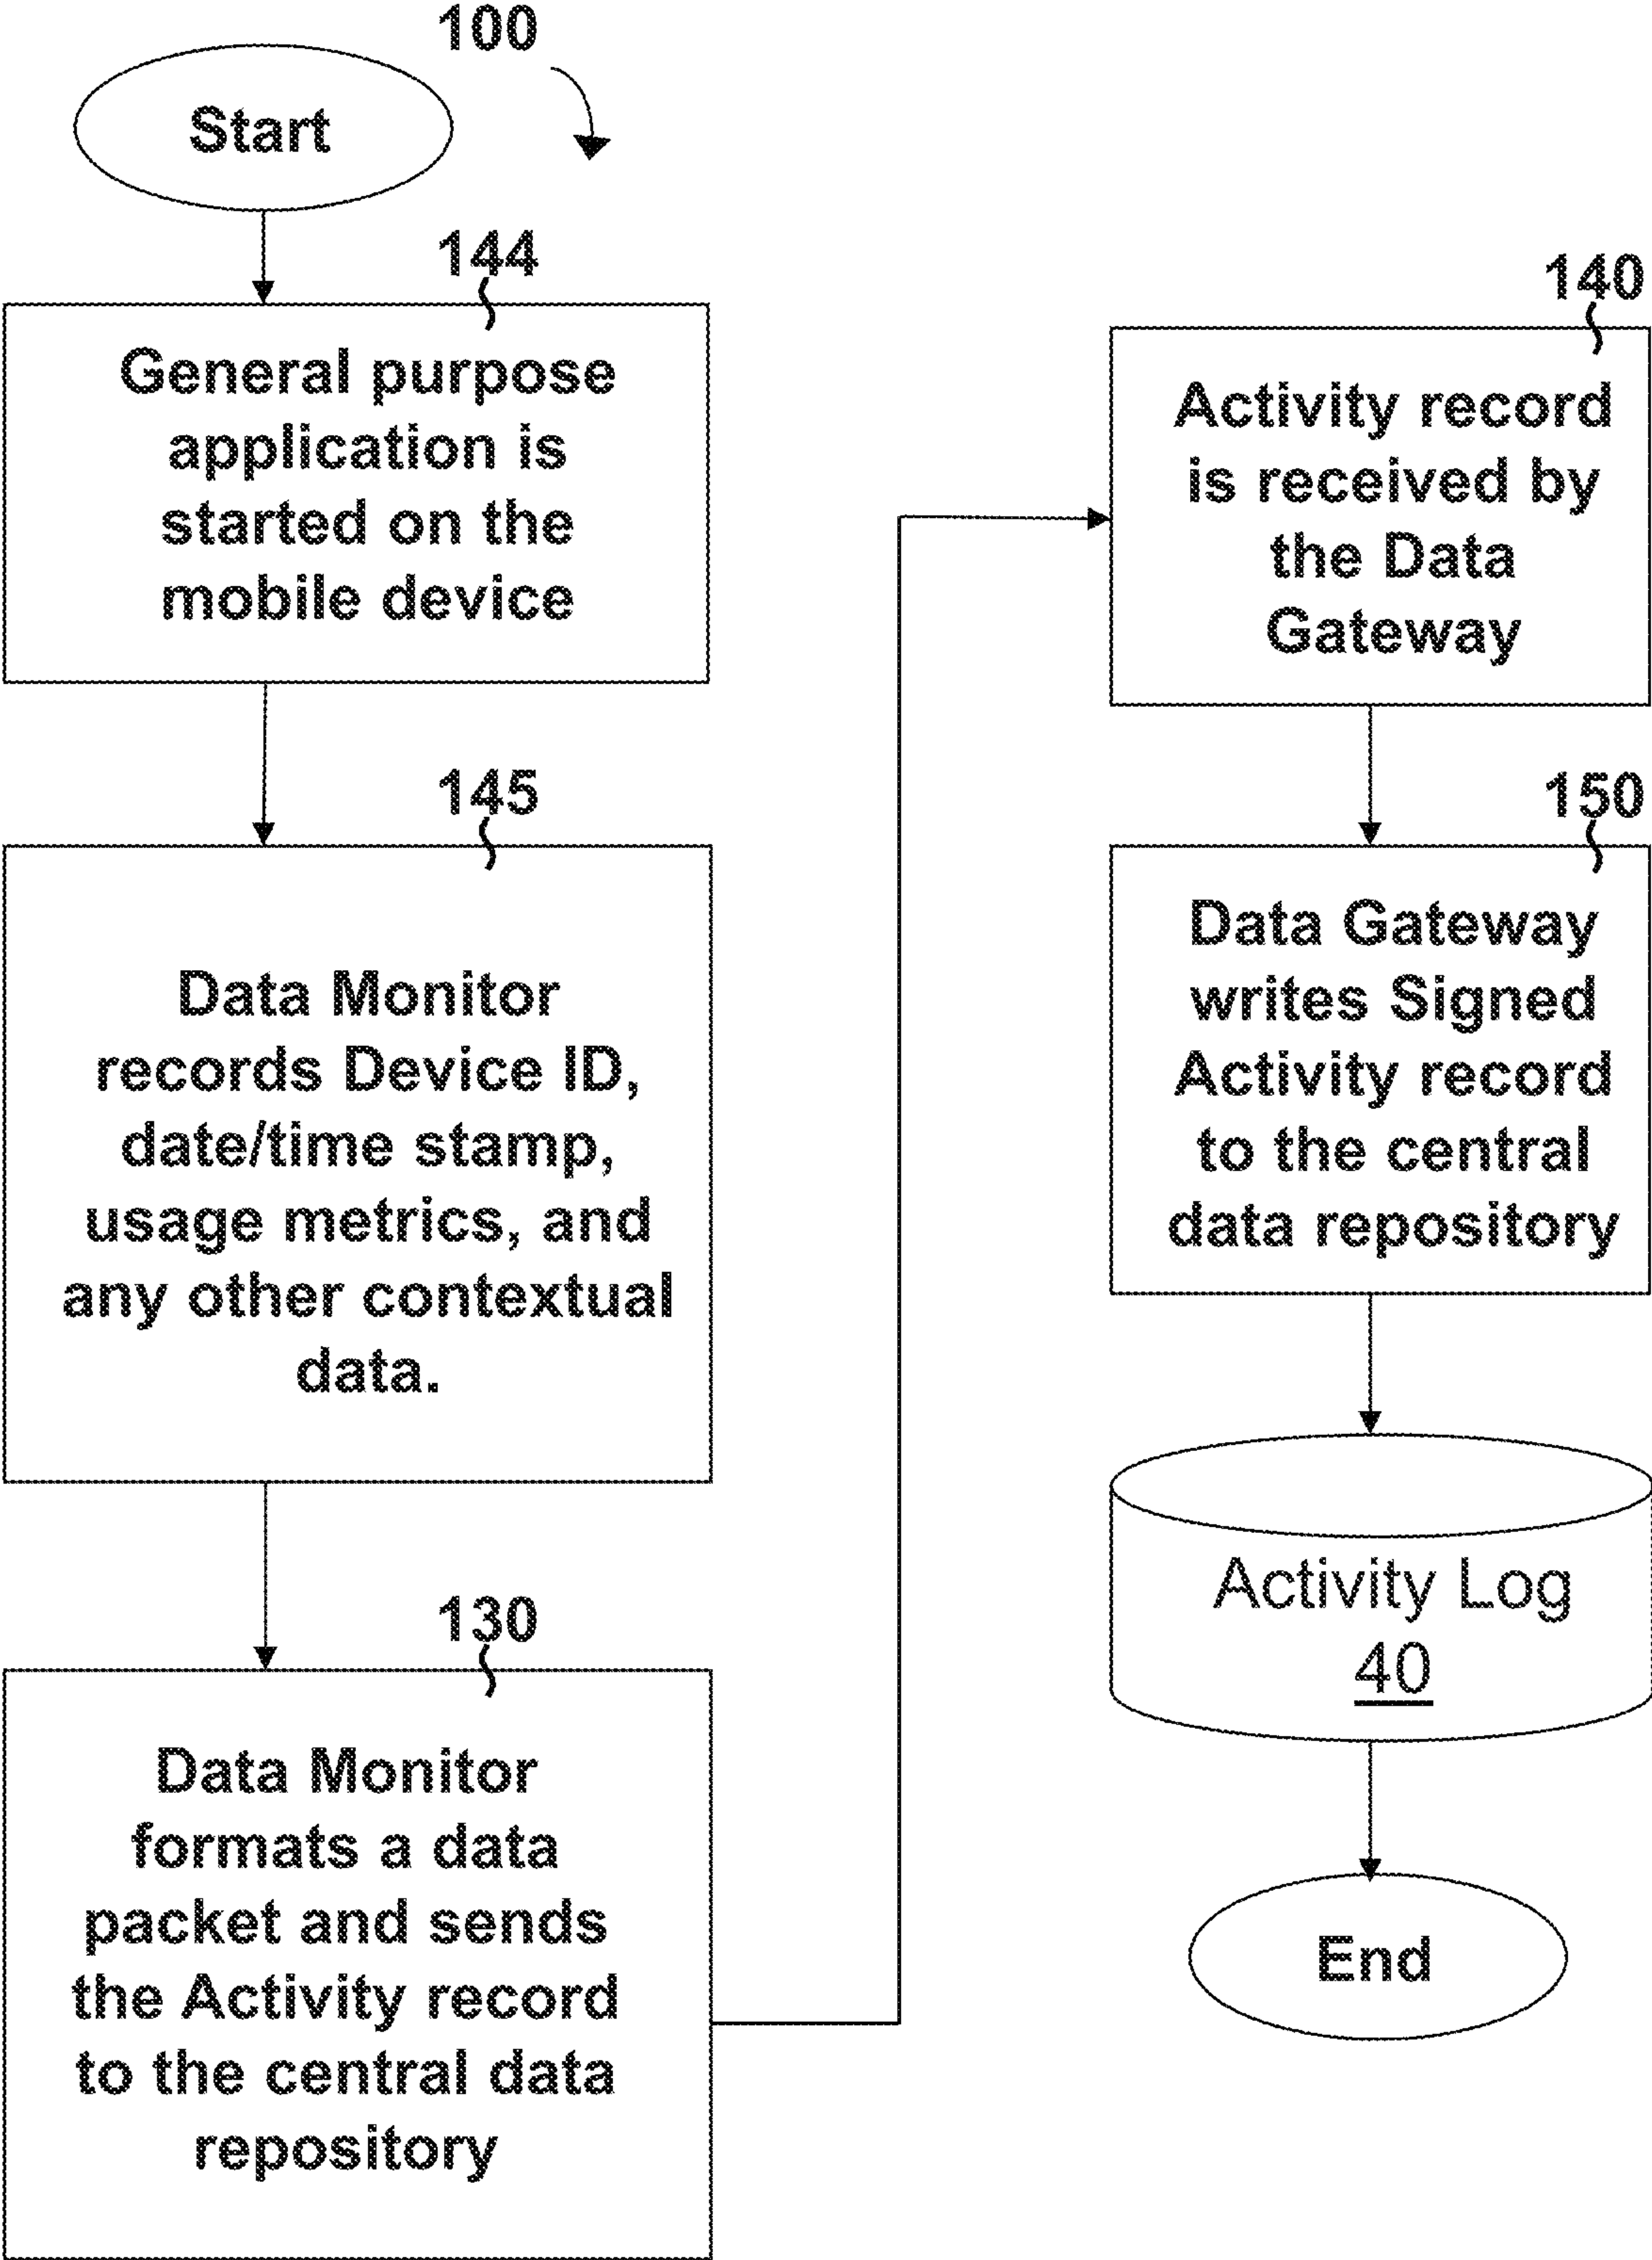 100
Start
144
General purpose
application is
started on the
mobile device
145
Data Monitor
records Device ID,
date/time stamp,
usage metrics, and
any other contextual
data.
130
Data Monitor
formats a data
packet and sends
the Activity record
to the central data
repository
140
Activity record
is received by
the Data
Gateway
150
Data Gateway
writes Signed
Activity record
to the central
data repository
Activity Log
40
End